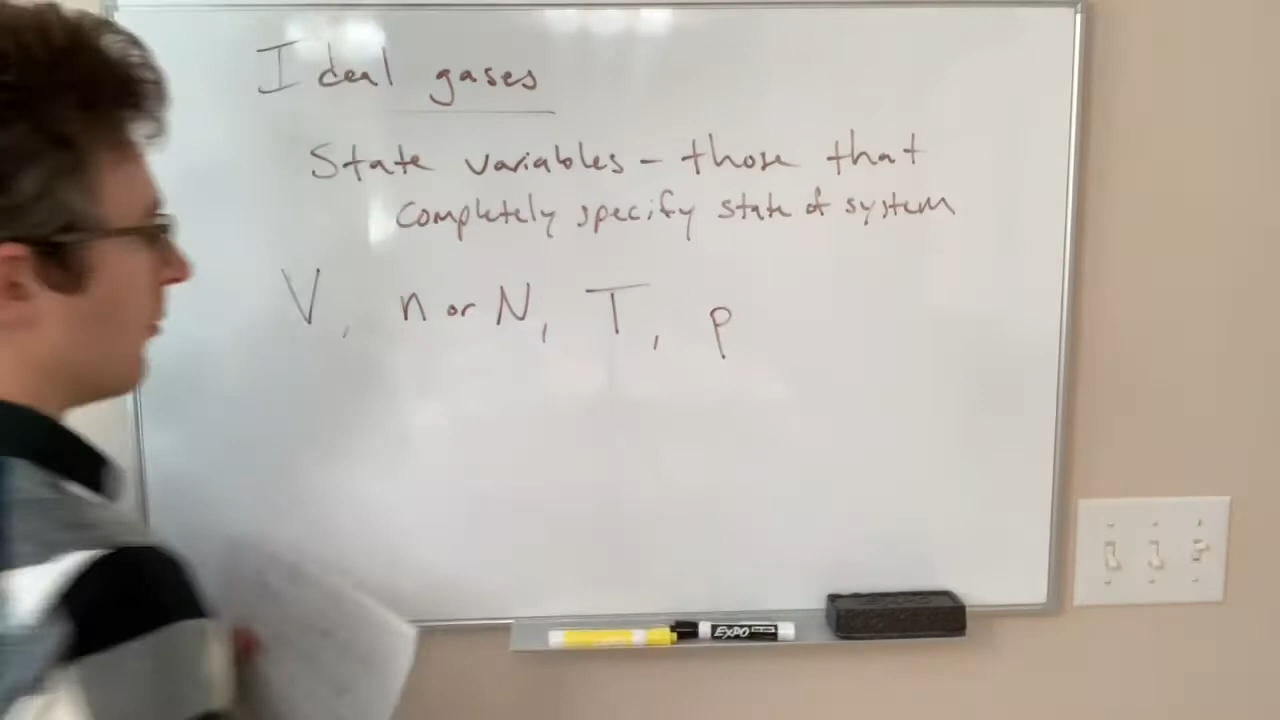 Ideal gases
State variables – those that
completely specify state of system
V, n or N, T, p
EXPO